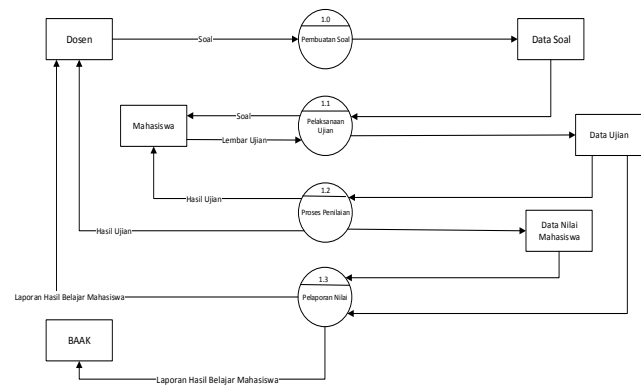 1.0
Dosen
Soal
Pembuatan Soal
Data Soal
1.1
Soal
Mahasiswa
Pelaksanaan
Ujian
Lembar Ujian
Data Ujian
1.2
Hasil Ujian
Proses Penilaian
Data Nilai
Mahasiswa
Hasil Ujian
1.3
Laporan Hasil Belajar Mahasiswa
Pelaporan Nilai
BAAK
Laporan Hasil Belajar Mahasiswa